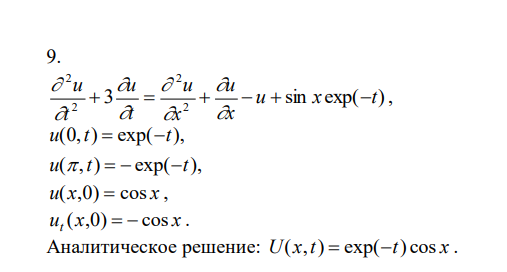 9.
∂²u/∂t² + 3 ∂u/∂t = ∂²u/∂x² + ∂u/∂x − u + sin x exp(−t),
u(0,t) = exp(−t),
u(π,t) = − exp(−t),
u(x,0) = cos x,
uₜ(x,0) = − cos x.
Аналитическое решение: U(x,t) = exp(−t) cos x.